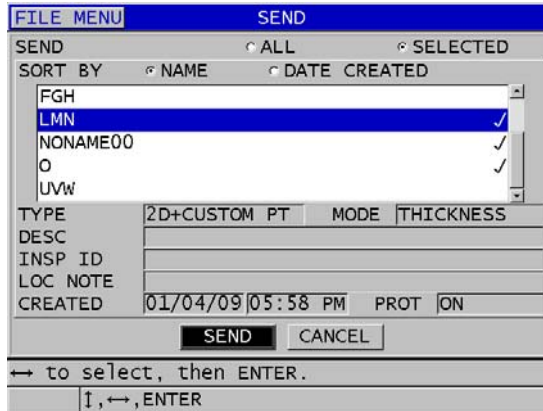 FILE MENU SEND
SEND ALL SELECTED
SORT BY NAME DATE CREATED
FGH
LMN ✓
NONAME00 ✓
O ✓
UVW
TYPE 2D+CUSTOM PT MODE THICKNESS
DESC
INSP ID
LOC NOTE
CREATED 01/04/09 05:58 PM PROT ON
SEND CANCEL
↔ to select, then ENTER.
↕,↔,ENTER